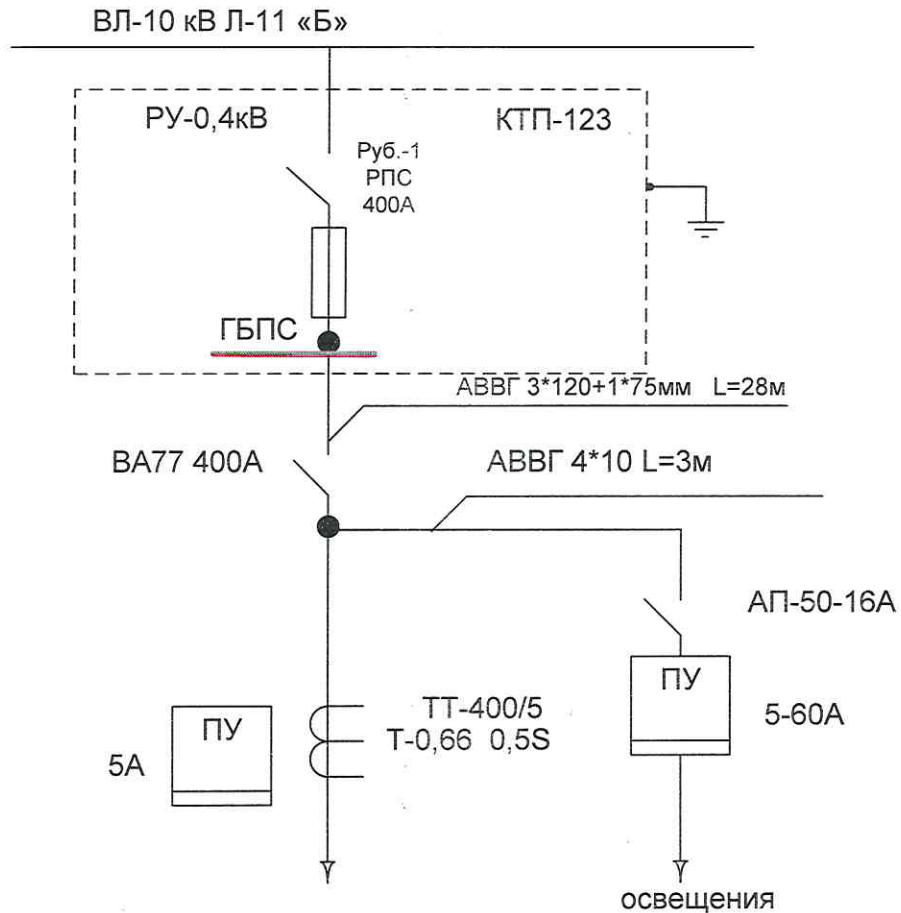 ВЛ-10 кВ Л-11 «Б»
РУ-0,4кВ
КТП-123
Руб.-1
РПС
400А
ГБПС
АВВГ 3*120+1*75мм L=28м
ВА77 400А
АВВГ 4*10 L=3м
АП-50-16А
ПУ
5-60А
ПУ
5А
ТТ-400/5
Т-0,66 0,5S
освещения